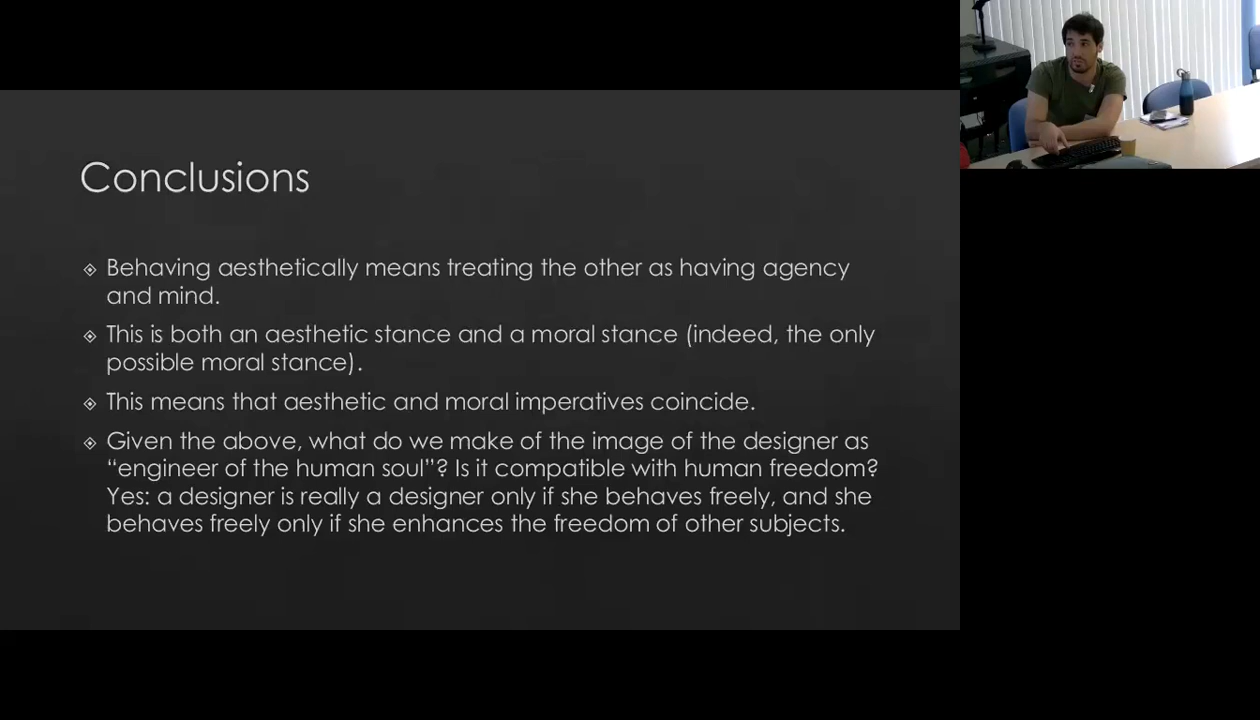 Conclusions
Behaving aesthetically means treating the other as having agency
and mind.
This is both an aesthetic stance and a moral stance (indeed, the only
possible moral stance).
This means that aesthetic and moral imperatives coincide.
Given the above, what do we make of the image of the designer as
“engineer of the human soul”? Is it compatible with human freedom?
Yes: a designer is really a designer only if she behaves freely, and she
behaves freely only if she enhances the freedom of other subjects.